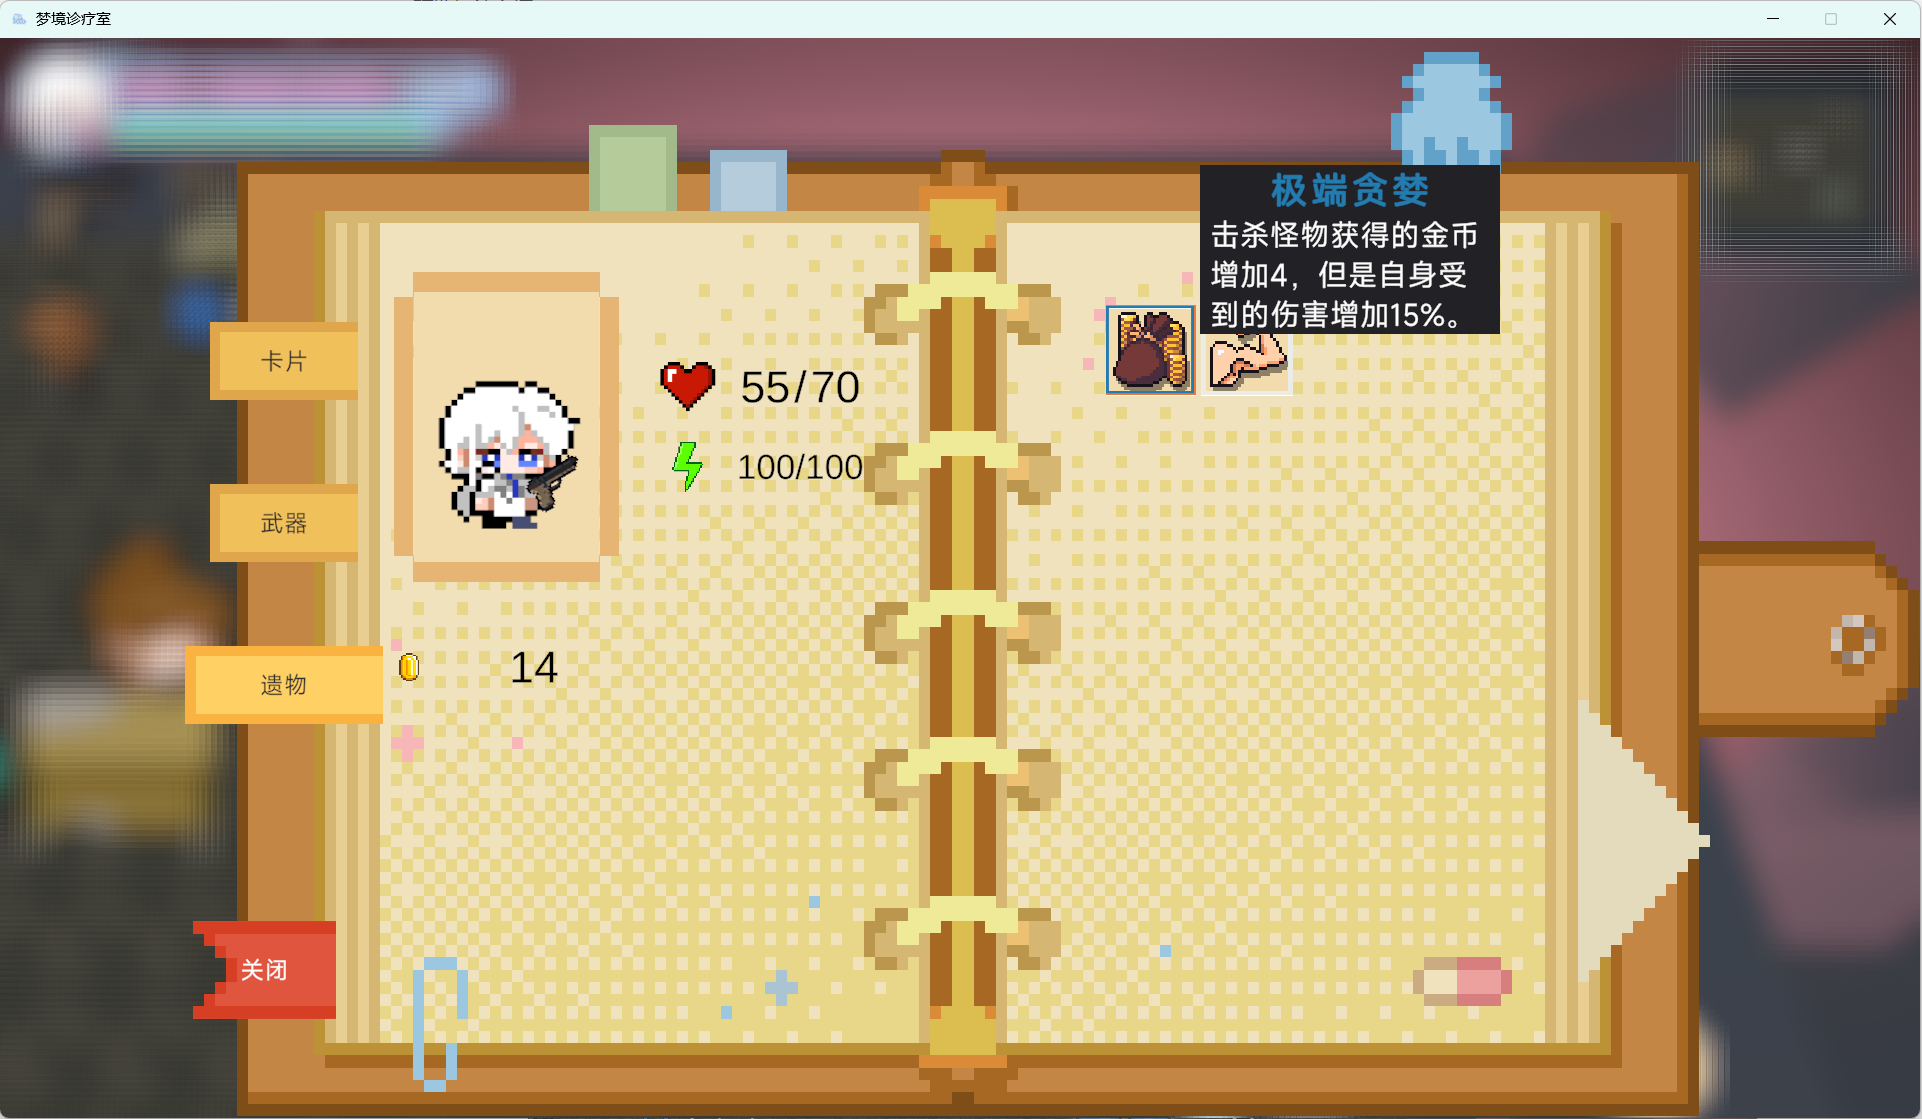 梦境诊疗室
极端贪婪
击杀怪物获得的金币
增加4，但是自身受
到的伤害增加15%。
卡片
55/70
100/100
武器
遗物
14
关闭